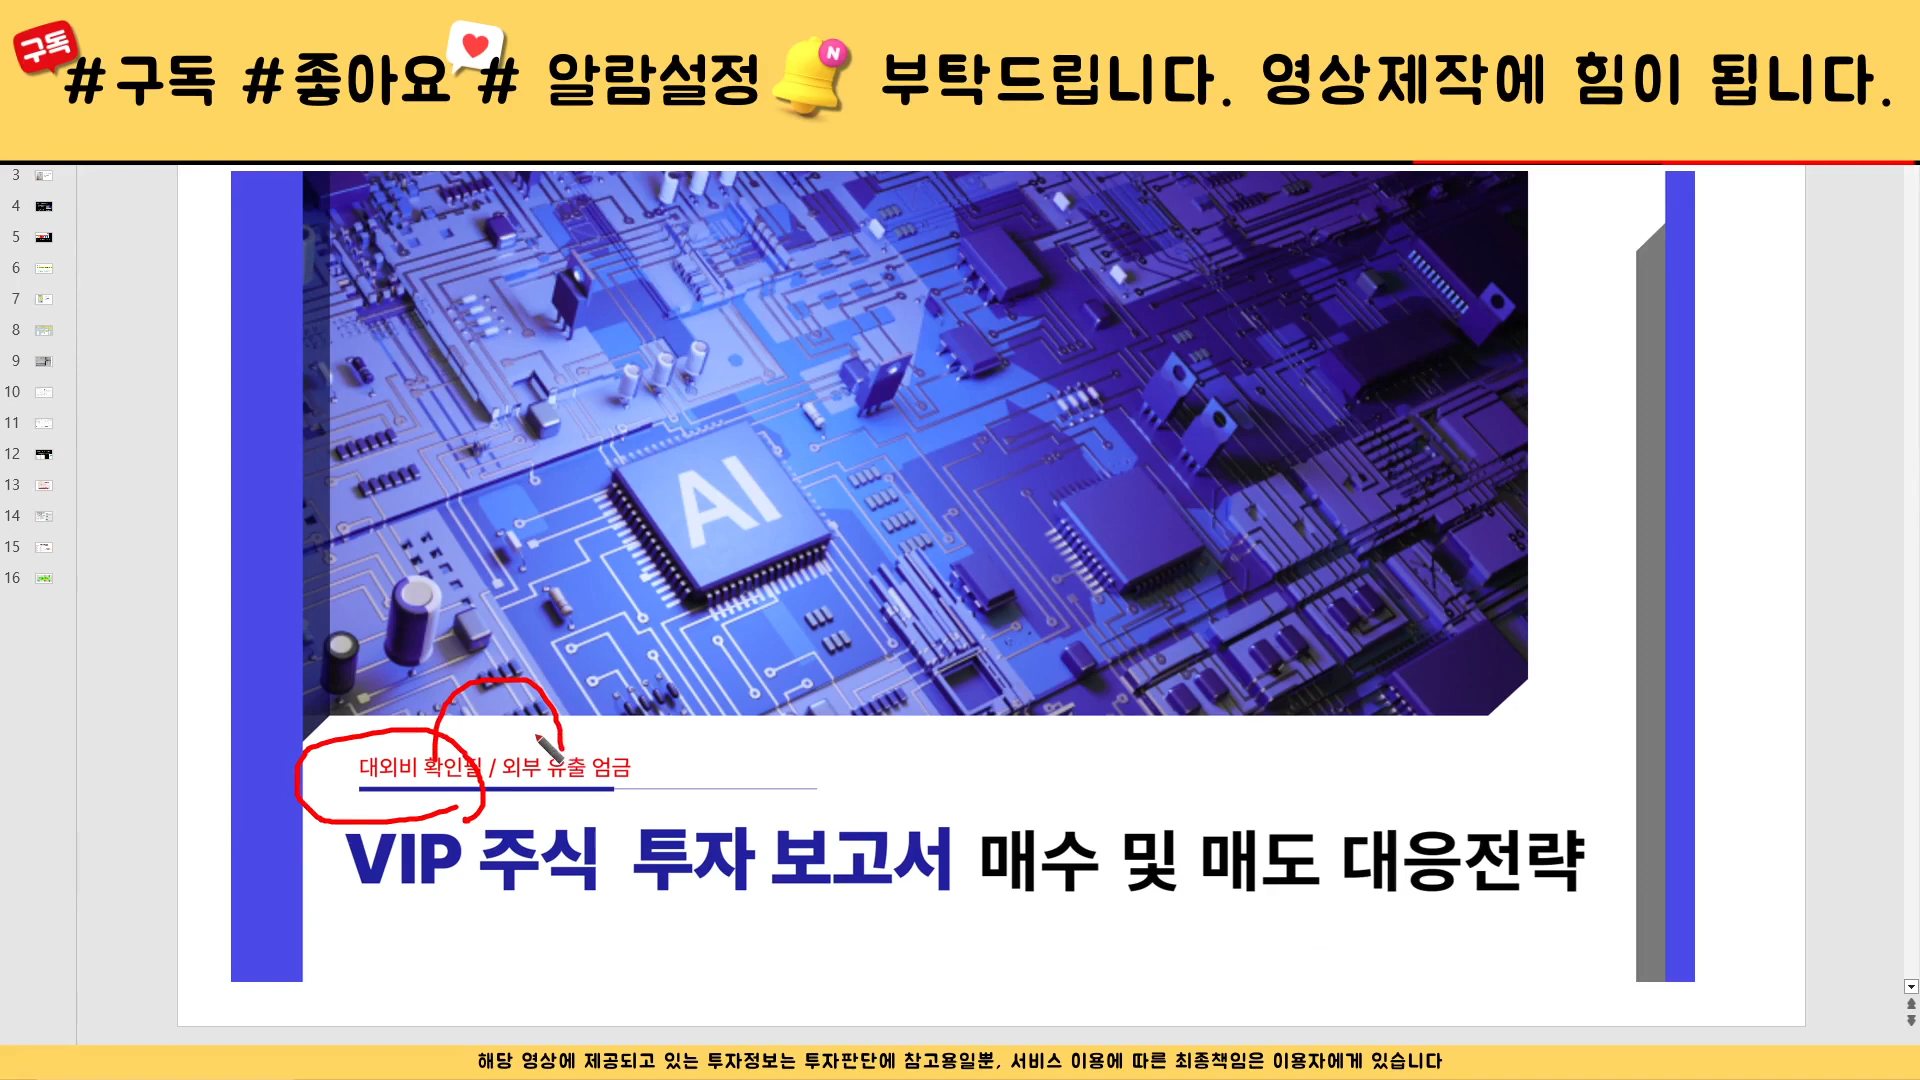 구독
#구독 #좋아요 # 알람설정 N 부탁드립니다. 영상제작에 힘이 됩니다.
3
4
5
6
7
8
9
10
11
12
13
14
15
16
AI
대외비 확인필 / 외부 유출 엄금
VIP 주식 투자 보고서 매수 및 매도 대응전략
해당 영상에 제공되고 있는 투자정보는 투자판단에 참고용일뿐, 서비스 이용에 따른 최종책임은 이용자에게 있습니다